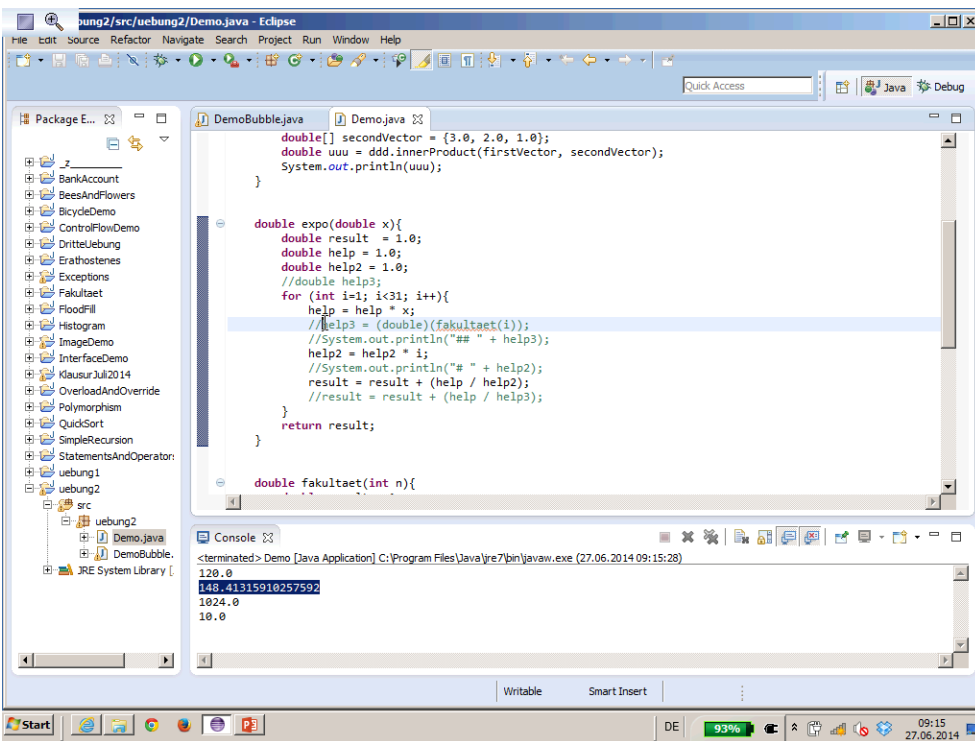 bung2/src/uebung2/Demo.java - Eclipse
File Edit Source Refactor Navigate Search Project Run Window Help
Quick Access
Java
Debug
Package E...
_z_________
BankAccount
BeesAndFlowers
BicycleDemo
ControlFlowDemo
DritteUebung
Erathostenes
Exceptions
Fakultaet
FloodFill
Histogram
ImageDemo
InterfaceDemo
KlausurJuli2014
OverloadAndOverride
Polymorphism
QuickSort
SimpleRecursion
StatementsAndOperator
uebung1
uebung2
src
uebung2
Demo.java
DemoBubble.
JRE System Library [
DemoBubble.java
Demo.java
double[] secondVector = {3.0, 2.0, 1.0};
double uuu = ddd.innerProduct(firstVector, secondVector);
System.out.println(uuu);
}
double expo(double x){
double result  = 1.0;
double help = 1.0;
double help2 = 1.0;
//double help3;
for (int i=1; i<31; i++){
help = help * x;
//help3 = (double)(fakultaet(i));
//System.out.println("## " + help3);
help2 = help2 * i;
//System.out.println("# " + help2);
result = result + (help / help2);
//result = result + (help / help3);
}
return result;
}
double fakultaet(int n){
Console
<terminated> Demo [Java Application] C:\Program Files\Java\jre7\bin\javaw.exe (27.06.2014 09:15:28)
120.0
148.41315910257592
1024.0
10.0
Writable
Smart Insert
Start
DE
93%
09:15
27.06.2014